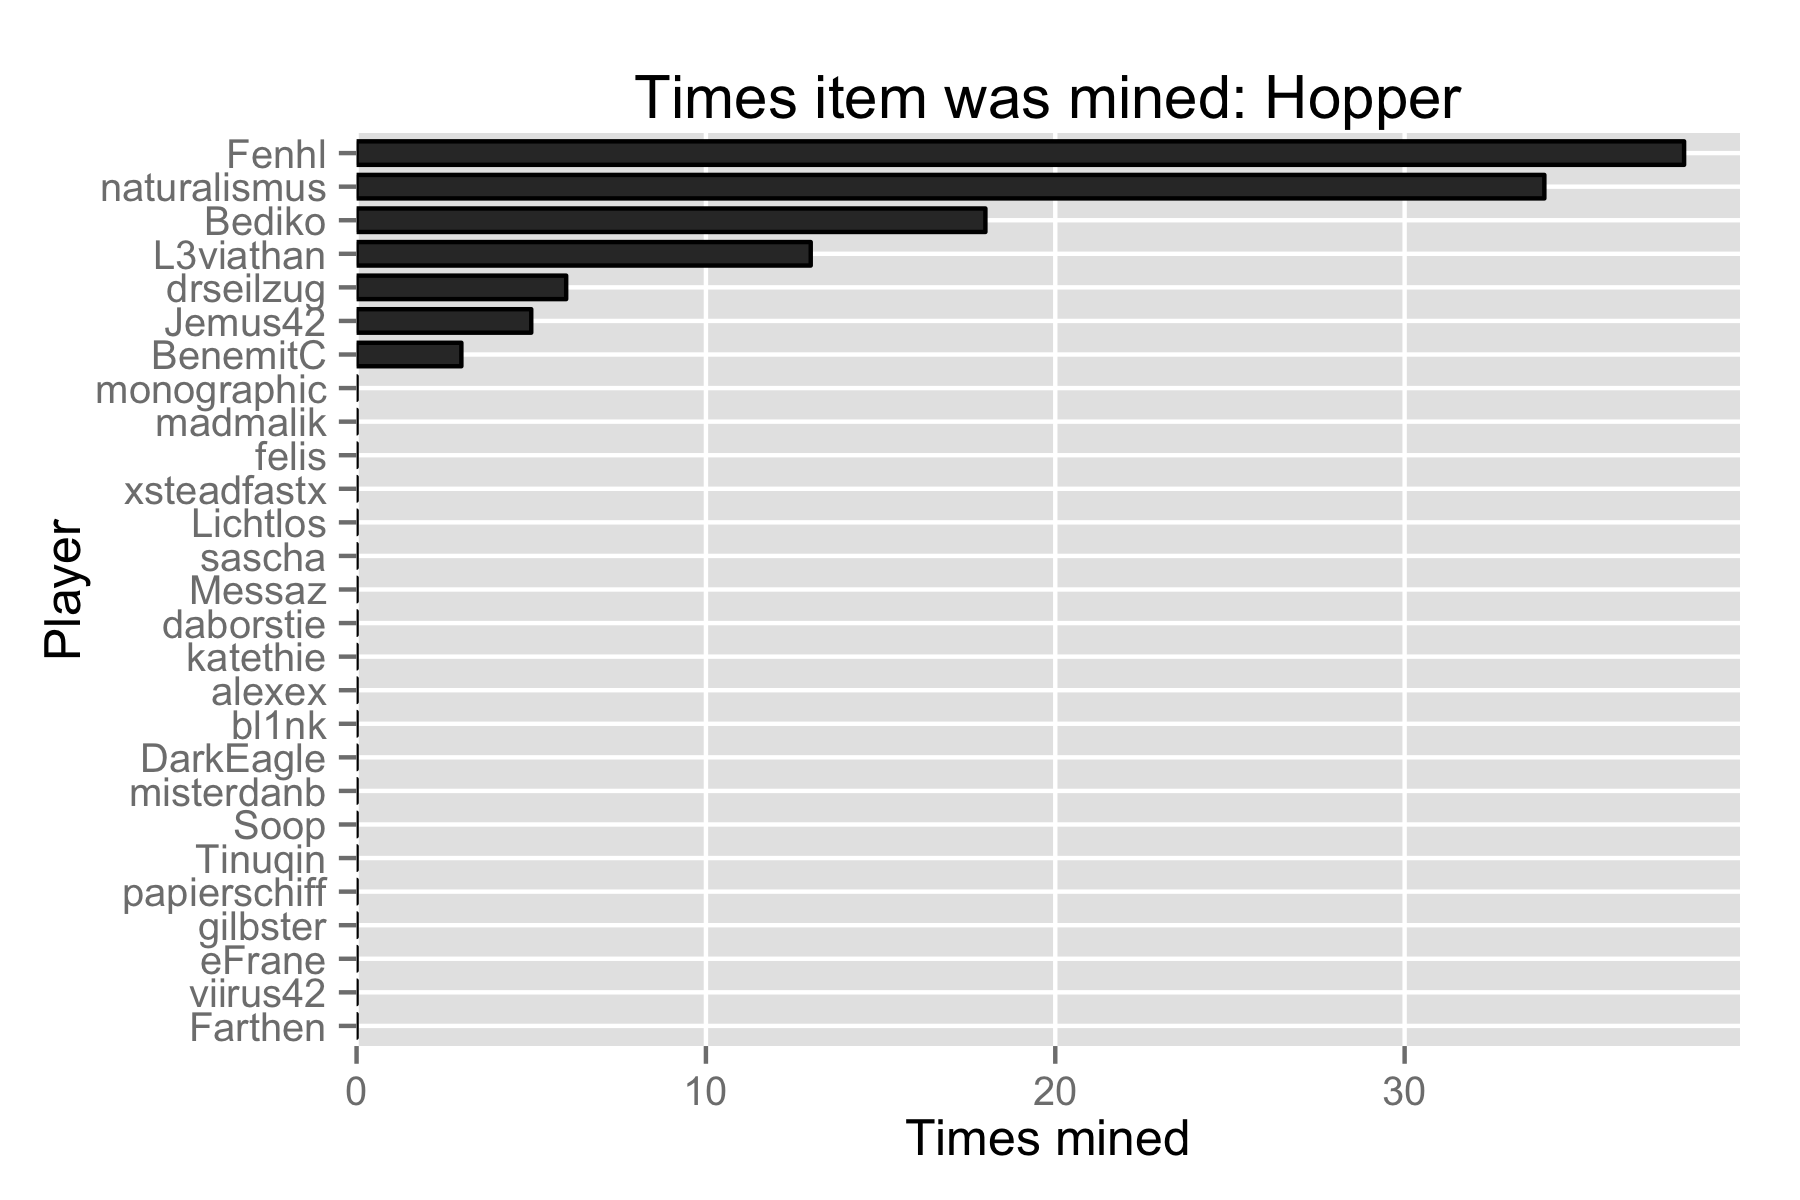 Times item was mined: Hopper
Fenhl
naturalismus
Bediko
L3viathan
drseilzug
Jemus42
BenemitC
monographic
madmalik
felis
xsteadfastx
Lichtlos
sascha
Messaz
daborstie
katethie
alexex
bl1nk
DarkEagle
misterdanb
Soop
Tinuqin
papierschiff
gilbster
eFrane
viirus42
Farthen
Player
0 10 20 30
Times mined